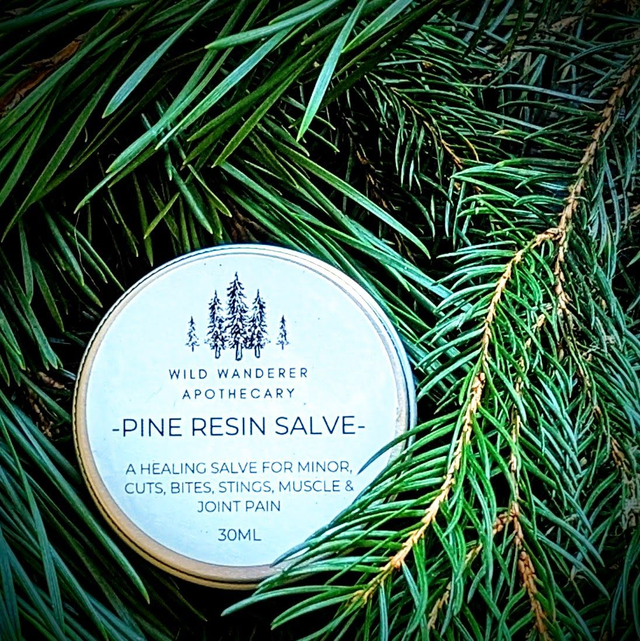 WILD WANDERER
APOTHECARY
-PINE RESIN SALVE-
A HEALING SALVE FOR MINOR,
CUTS, BITES, STINGS, MUSCLE &
JOINT PAIN
30ML